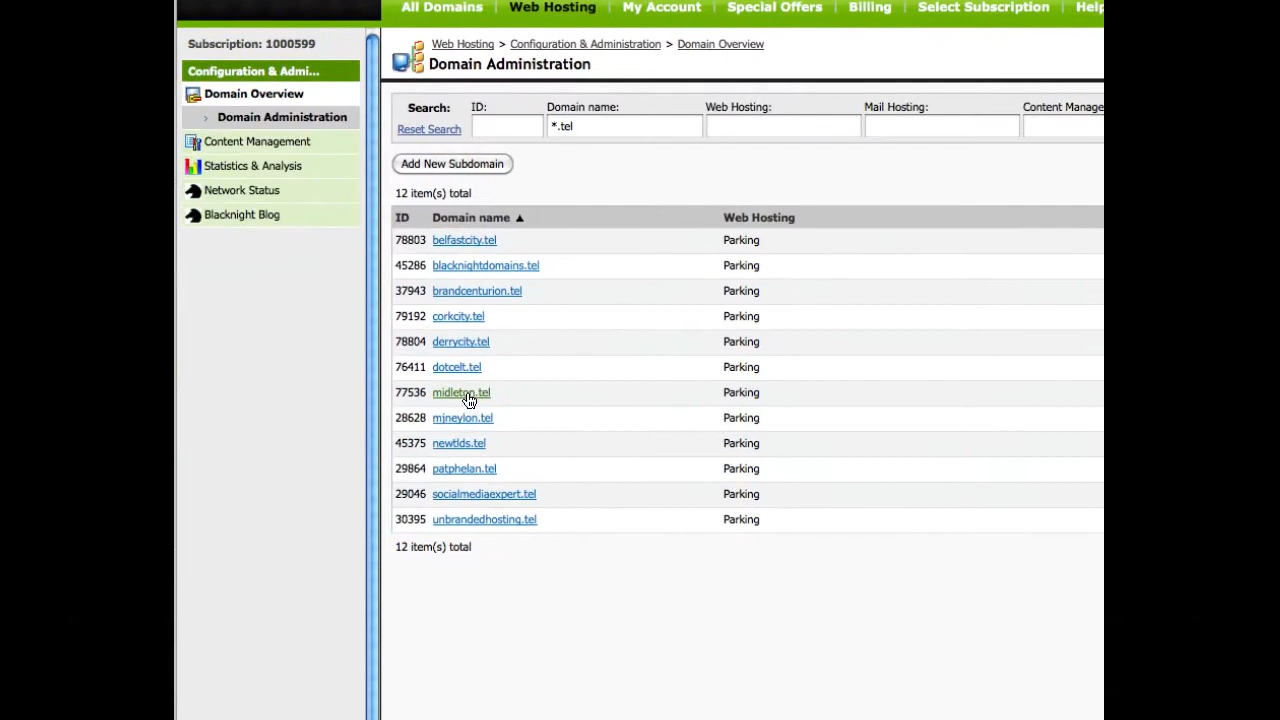 All Domains Web Hosting My Account Special Offers Billing Select Subscription Help
Subscription: 1000599
Configuration & Admi...
Domain Overview
› Domain Administration
Content Management
Statistics & Analysis
Network Status
Blacknight Blog
Web Hosting > Configuration & Administration > Domain Overview
Domain Administration
Search: ID: Domain name: Web Hosting: Mail Hosting: Content Manage
Reset Search *.tel
Add New Subdomain
12 item(s) total
ID Domain name ▲ Web Hosting
78803 belfastcity.tel Parking
45286 blacknightdomains.tel Parking
37943 brandcenturion.tel Parking
79192 corkcity.tel Parking
78804 derrycity.tel Parking
76411 dotcelt.tel Parking
77536 midleton.tel Parking
28628 mjneylon.tel Parking
45375 newtlds.tel Parking
29864 patphelan.tel Parking
29046 socialmediaexpert.tel Parking
30395 unbrandedhosting.tel Parking
12 item(s) total